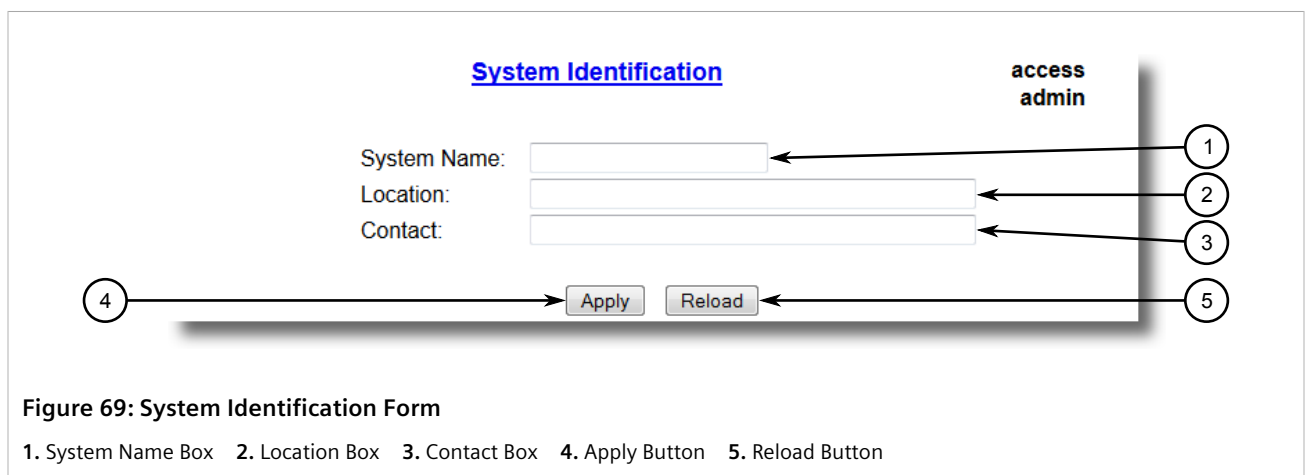 System Identification
access
admin
System Name:
1
Location:
2
Contact:
3
4
Apply
Reload
5
Figure 69: System Identification Form
1. System Name Box 2. Location Box 3. Contact Box 4. Apply Button 5. Reload Button